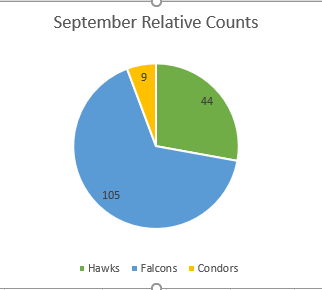 September Relative Counts
9
44
105
Hawks Falcons Condors